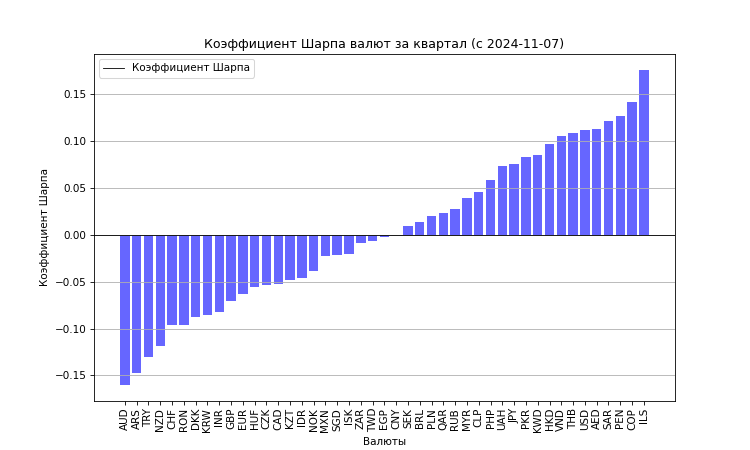 Коэффициент Шарпа валют за квартал (с 2024-11-07)
Коэффициент Шарпа
Коэффициент Шарпа
0.15
0.10
0.05
0.00
−0.05
−0.10
−0.15
AUD ARS TRY NZD CHF RON DKK KRW INR GBP EUR HUF CZK CAD KZT IDR NOK MXN SGD ISK ZAR TWD EGP CNY SEK BRL PLN QAR RUB MYR CLP PHP UAH JPY PKR KWD HKD VND THB USD AED SAR PEN COP ILS
Валюты